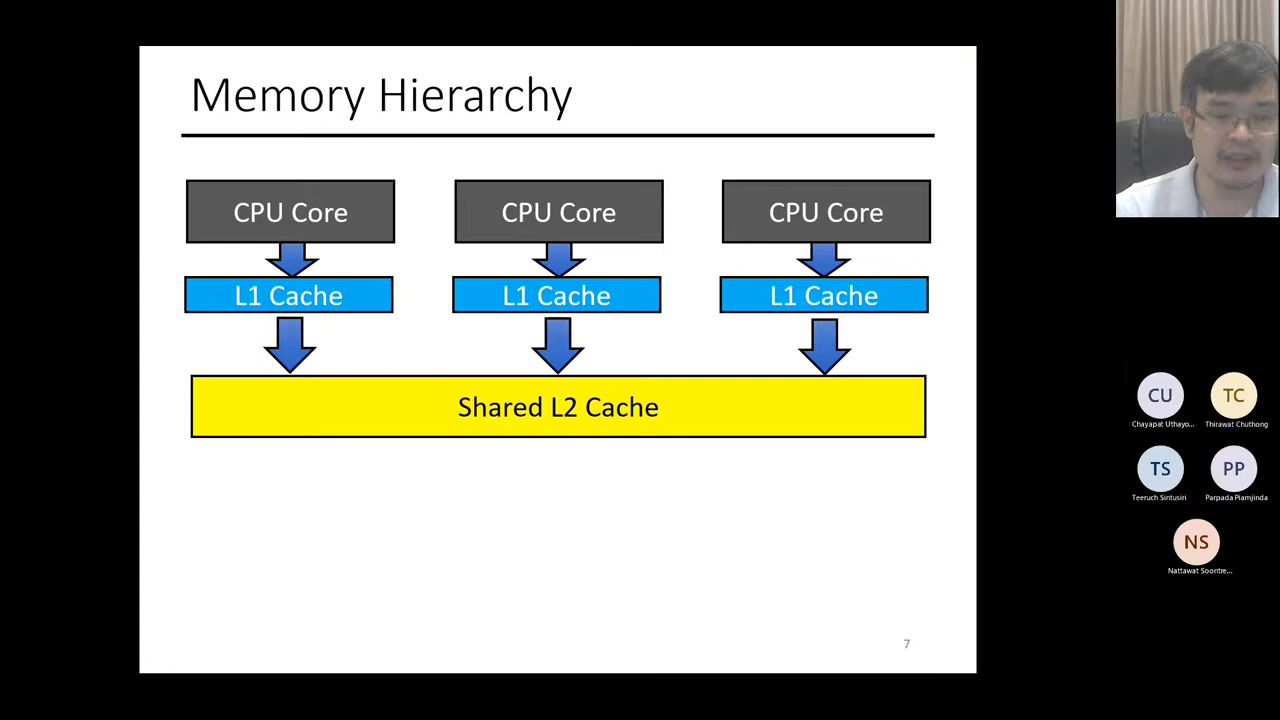 Memory Hierarchy
CPU Core
CPU Core
CPU Core
L1 Cache
L1 Cache
L1 Cache
Shared L2 Cache
7
CU
TC
Chayapat Uthayo...
Thirawat Chuthong
TS
PP
Teeruch Sintusiri
Parpada Piamjinda
NS
Nattawat Soontre...